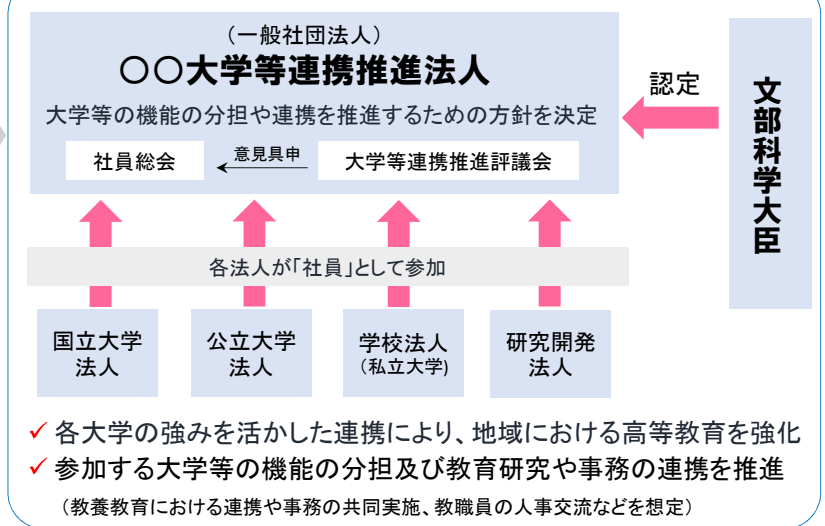 （一般社団法人）
〇〇大学等連携推進法人
大学等の機能の分担や連携を推進するための方針を決定
社員総会
意見具申
大学等連携推進評議会
認定
文部科学大臣
各法人が「社員」として参加
国立大学
法人
公立大学
法人
学校法人
（私立大学)
研究開発
法人
✓ 各大学の強みを活かした連携により、地域における高等教育を強化
✓ 参加する大学等の機能の分担及び教育研究や事務の連携を推進
（教養教育における連携や事務の共同実施、教職員の人事交流などを想定）